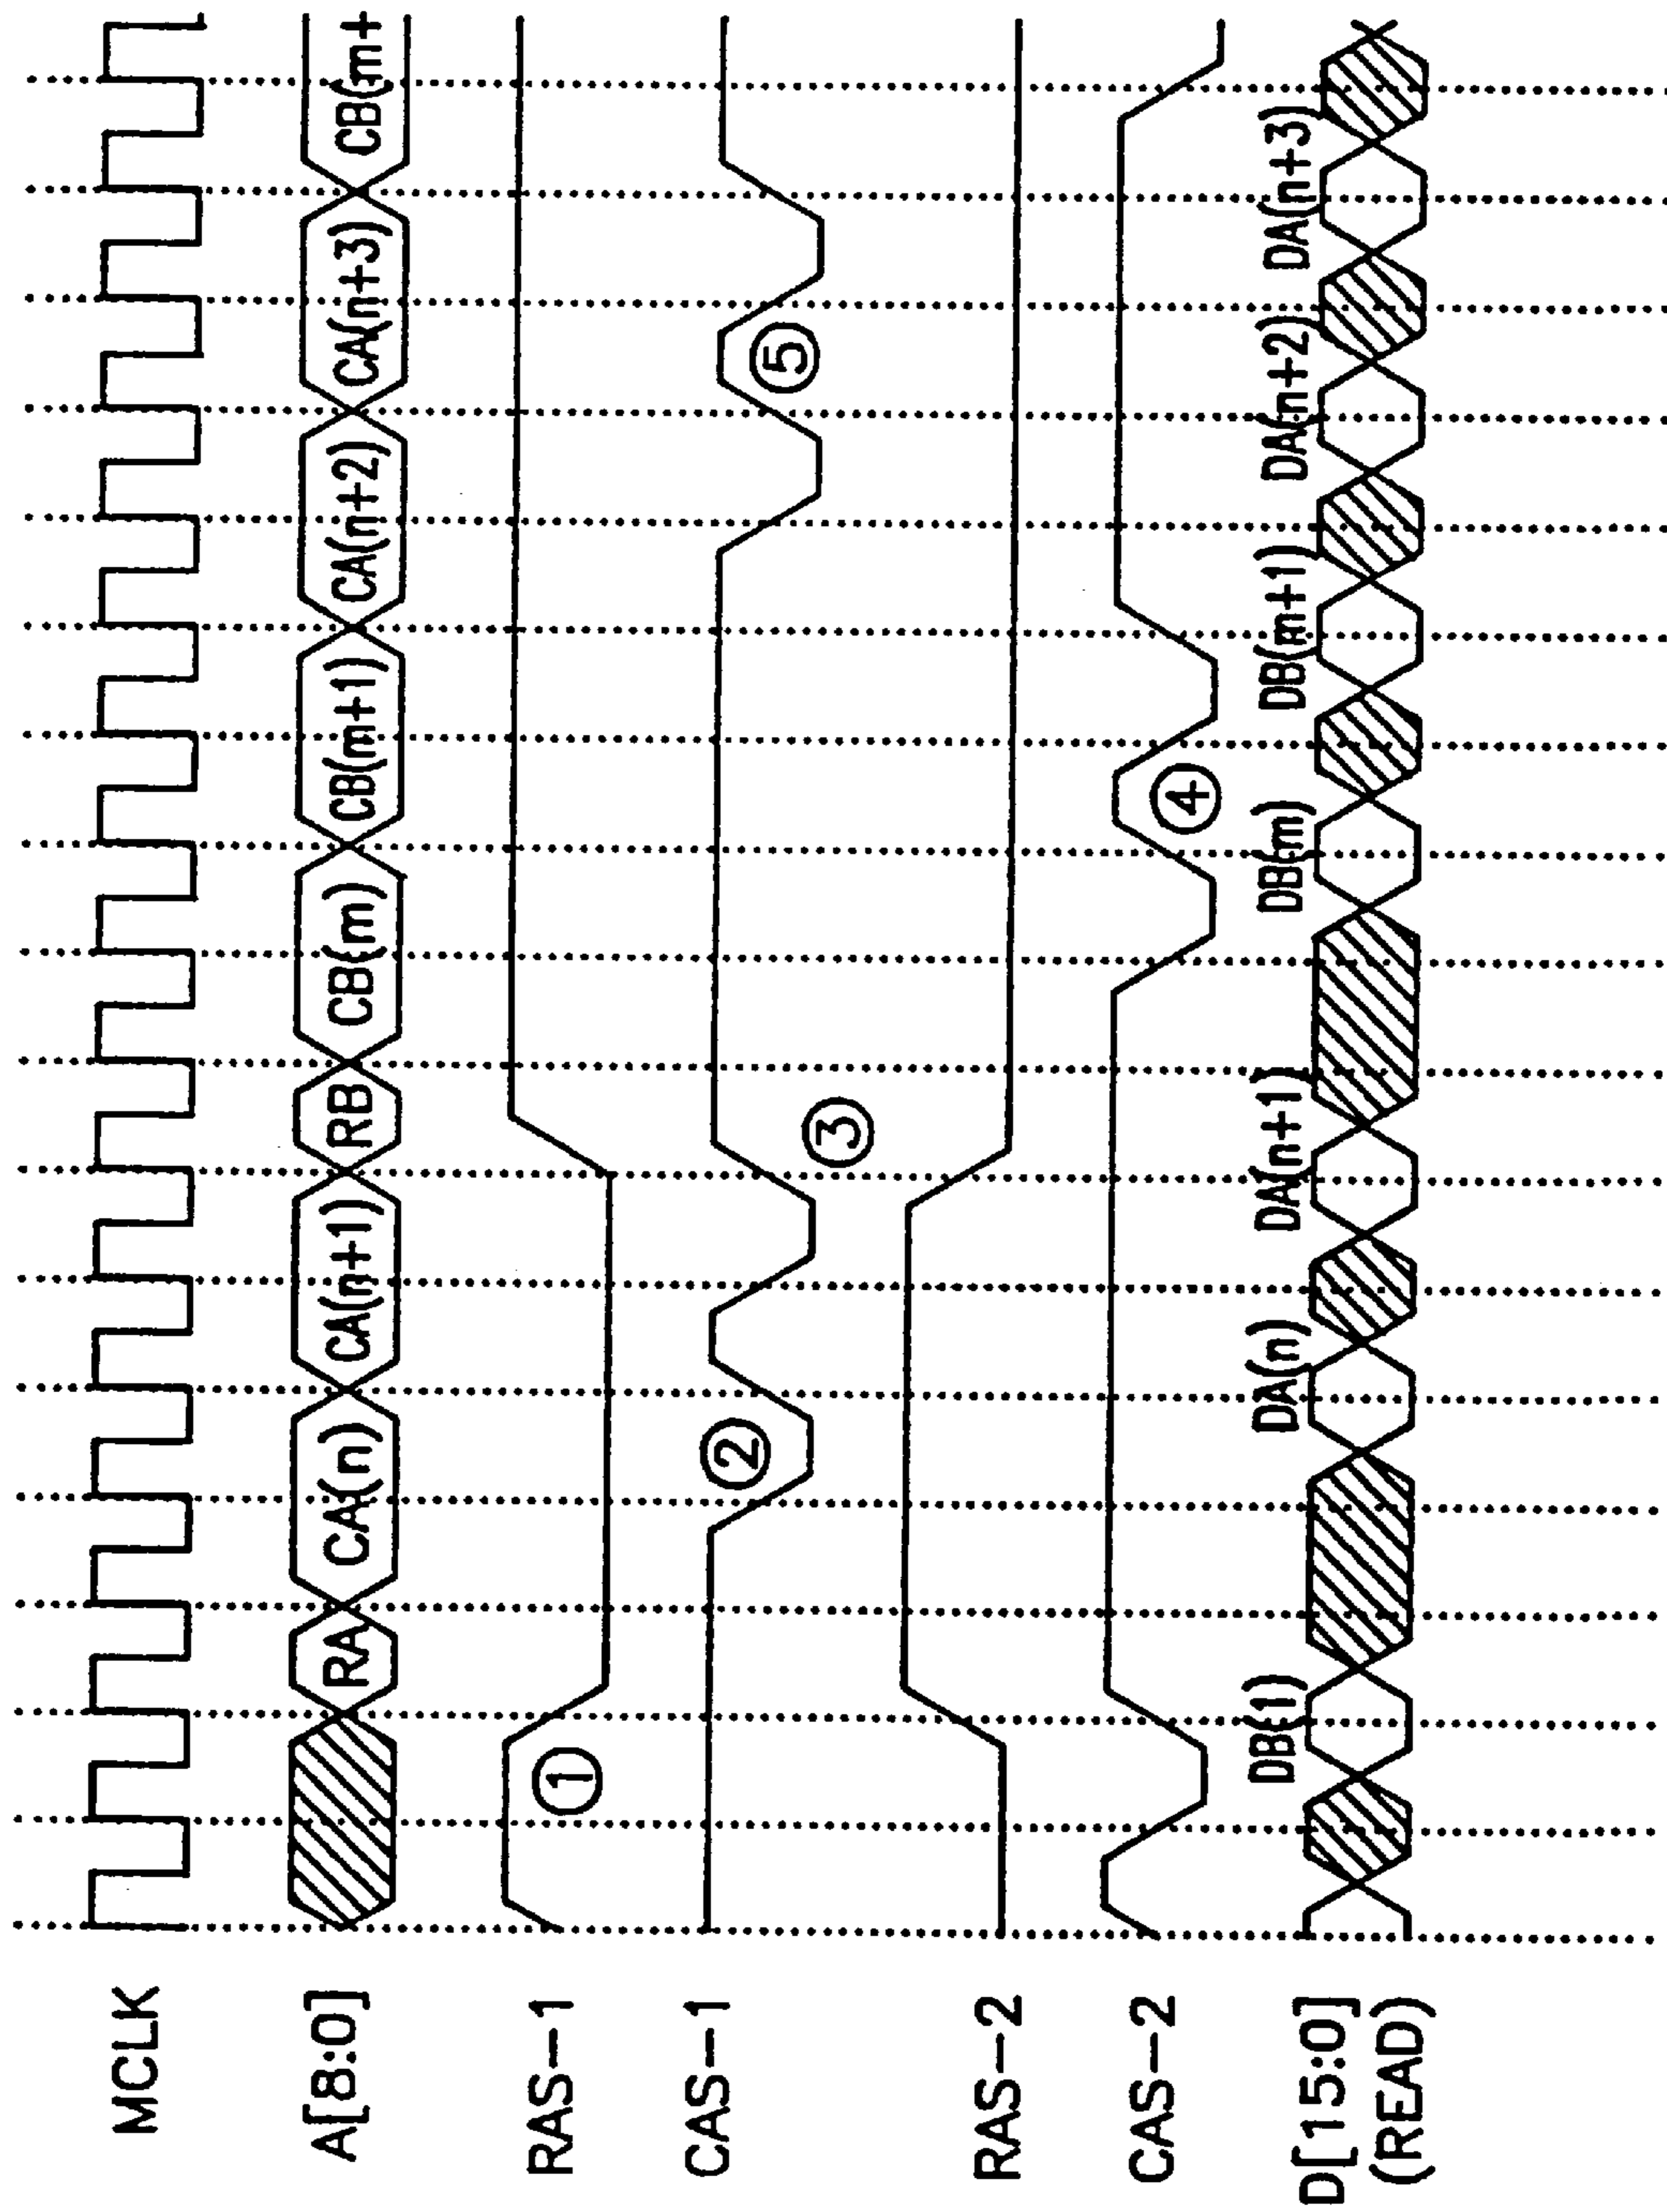 MCLK
A[8:0]
RA
CA(n)
CA(n+1)
RB
CB(m)
CB(m+1)
CA(n+2)
CA(n+3)
CB(m+
RAS-1
①
CAS-1
②
③
⑤
RAS-2
CAS-2
④
D[15:0]
(READ)
DB(1)
DA(n)
DA(n+1)
DB(m)
DB(m+1)
DA(n+2)
DA(n+3)